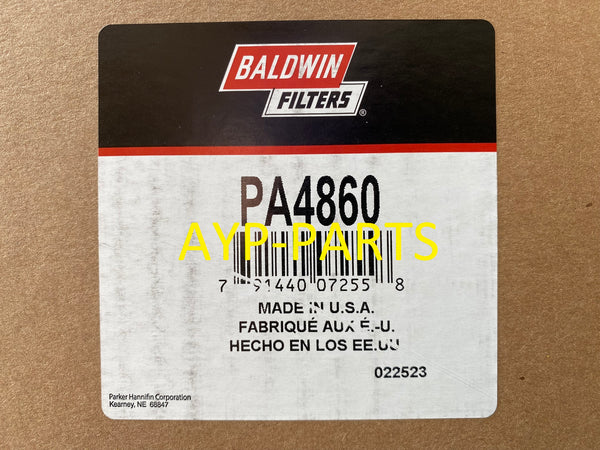 BALDWIN
FILTERS®
PA4860
AYP-PARTS
7 91440 07255 8
MADE IN U.S.A.
FABRIQUÉ AUX É.-U.
HECHO EN LOS EE.UU
022523
Parker Hannifin Corporation
Kearney, NE 68847